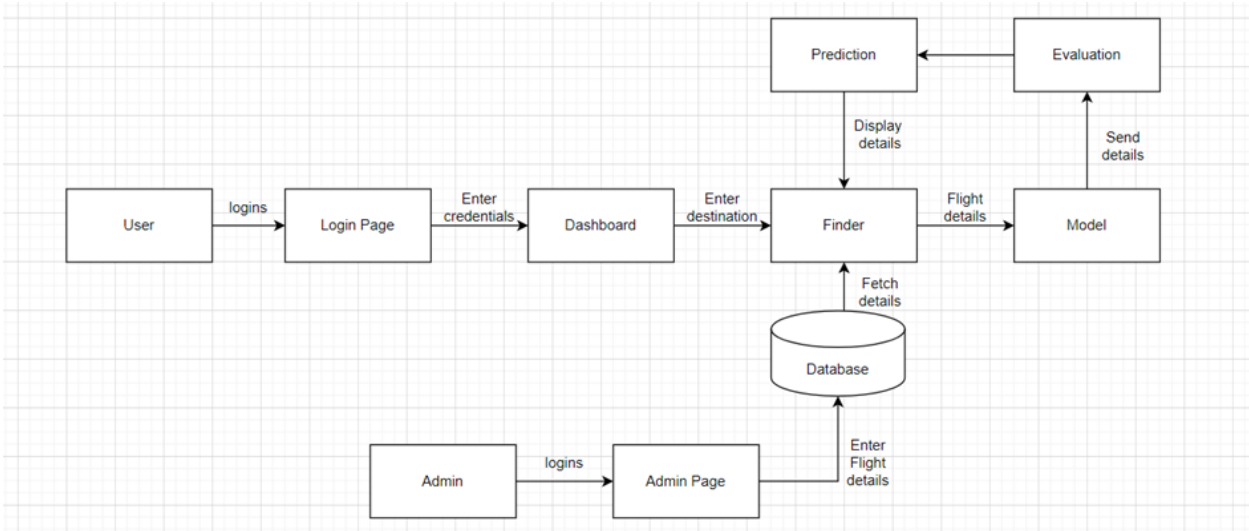 Prediction
Evaluation
Display
details
Send
details
User
logins
Login Page
Enter
credentials
Dashboard
Enter
destination
Finder
Flight
details
Model
Fetch
details
Database
Admin
logins
Admin Page
Enter
Flight
details